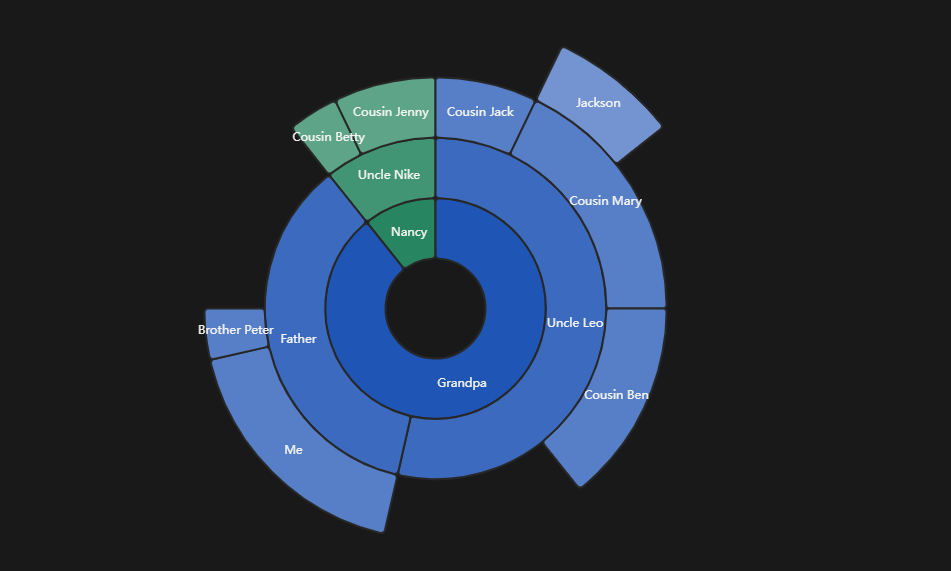 Jackson
Cousin Jenny
Cousin Jack
Cousin Betty
Uncle Nike
Cousin Mary
Nancy
Uncle Leo
Brother Peter
Father
Grandpa
Cousin Ben
Me